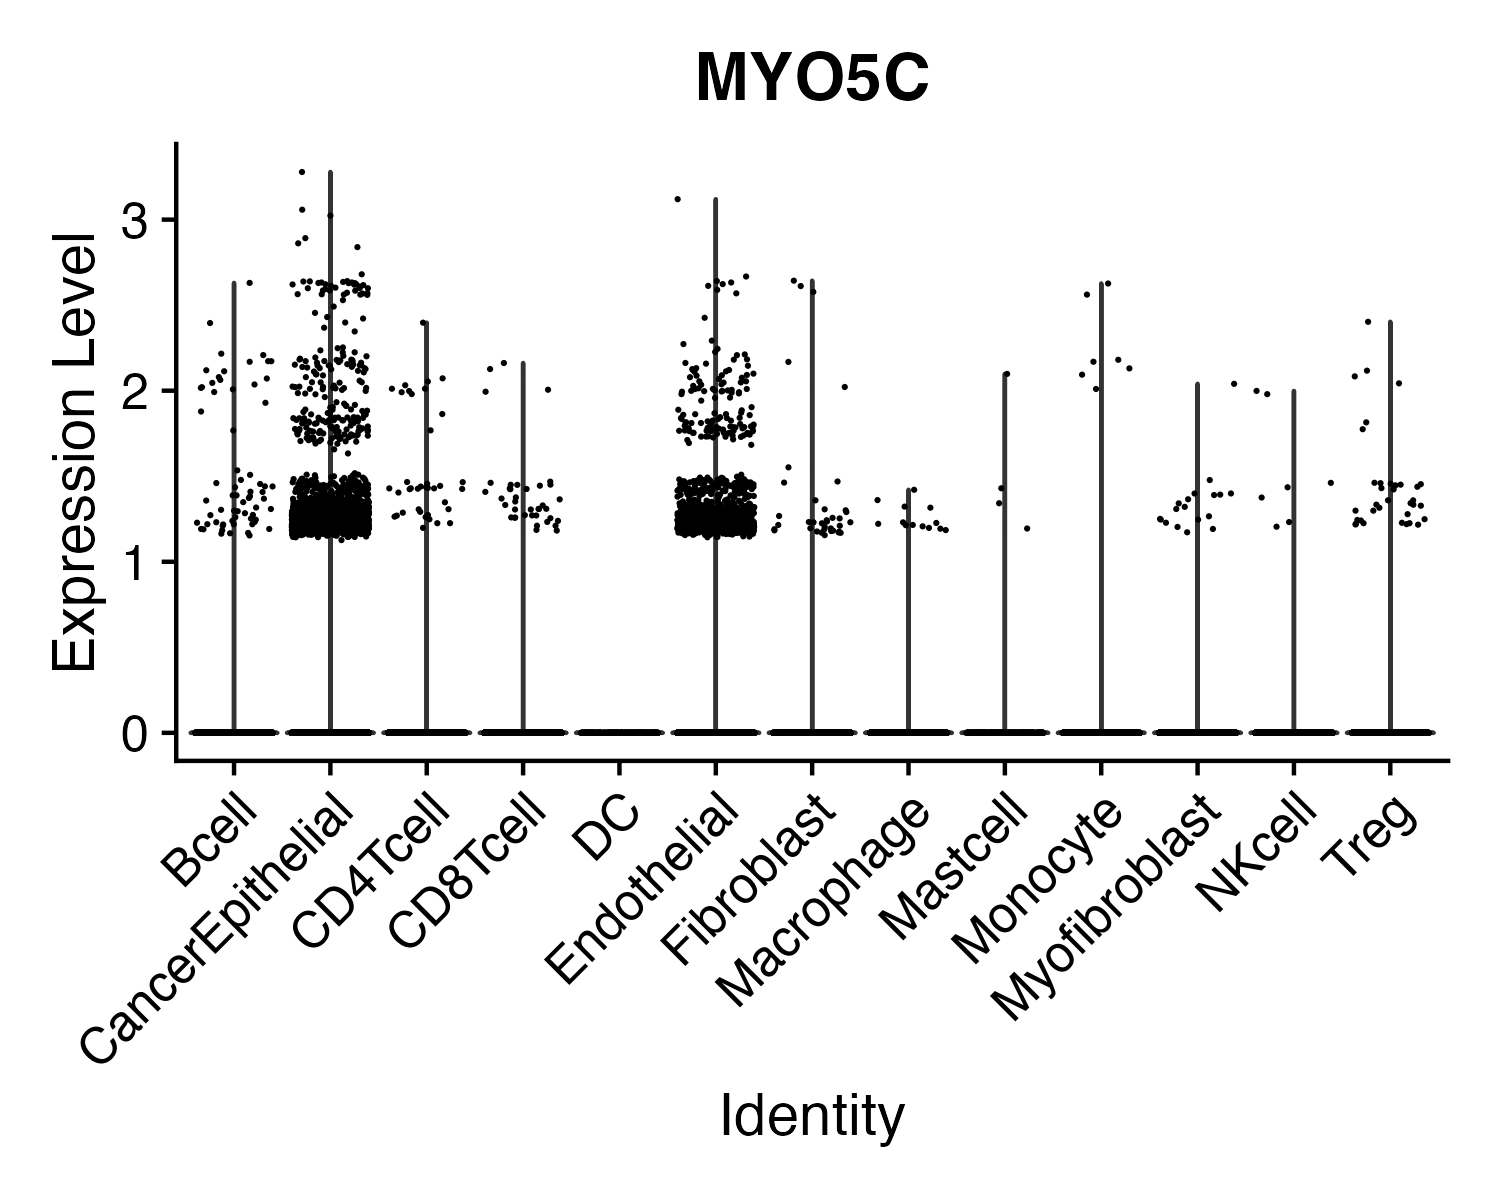 MYO5C
Expression Level
3
2
1
0
Bcell
CancerEpithelial
CD4Tcell
CD8Tcell
DC
Endothelial
Fibroblast
Macrophage
Mastcell
Monocyte
Myofibroblast
NKcell
Treg
Identity